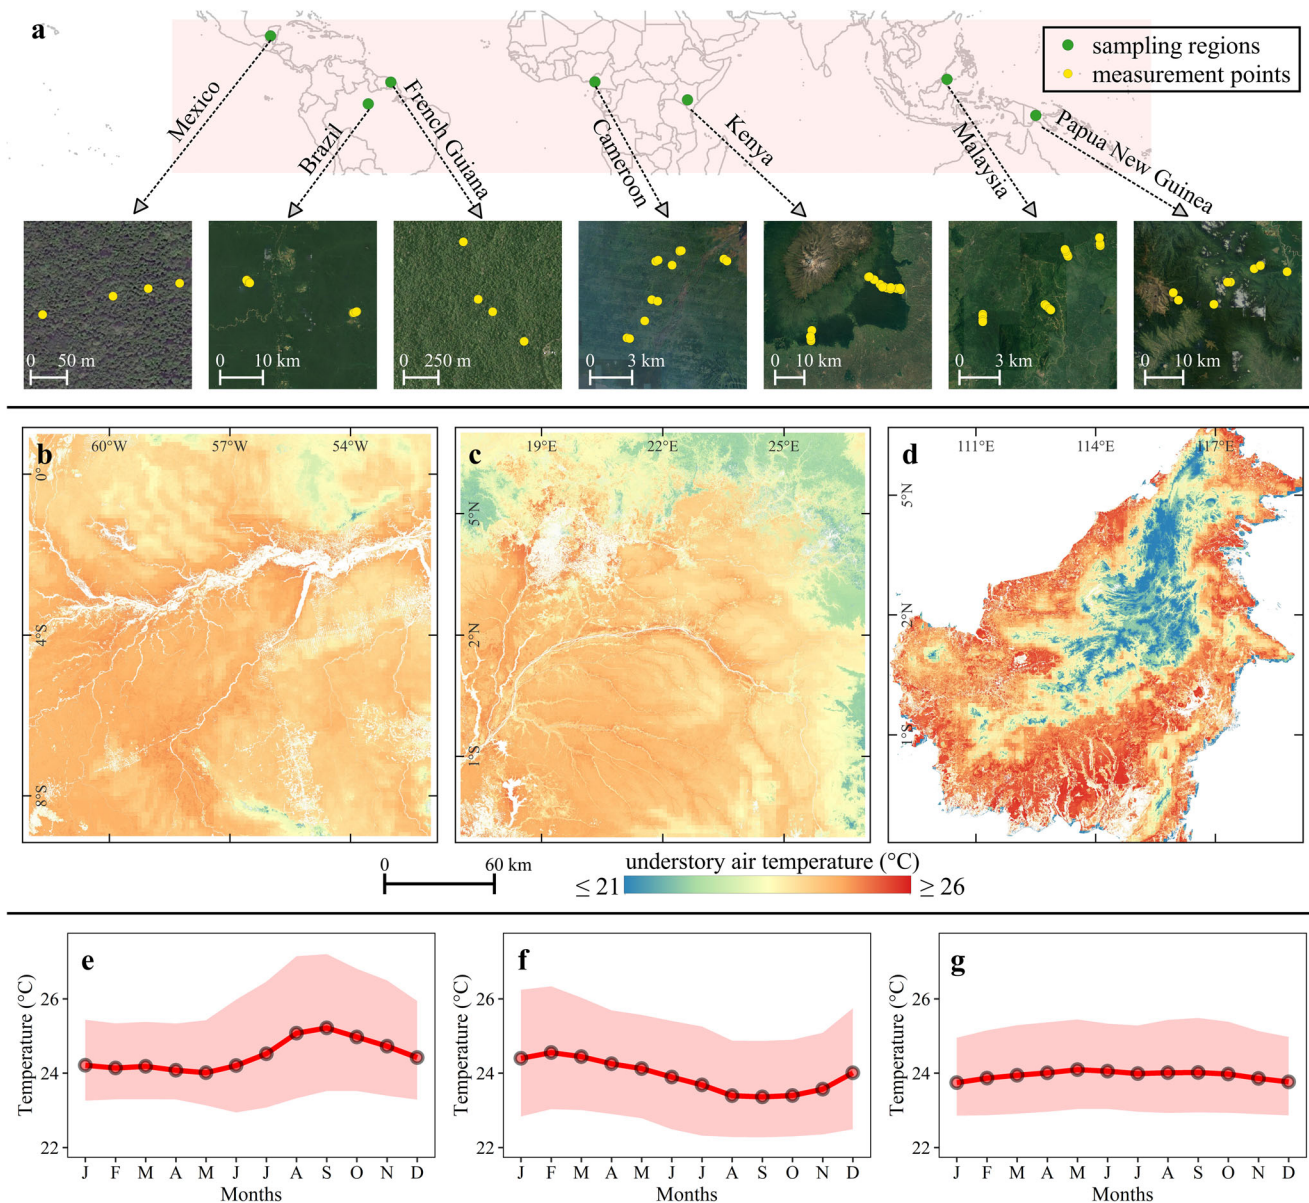 a
sampling regions
measurement points
Mexico
Brazil
French Guiana
Cameroon
Kenya
Malaysia
Papua New Guinea
0 50 m
0 10 km
0 250 m
0 3 km
0 10 km
0 3 km
0 10 km
b
60°W 57°W 54°W
0°
4°S
8°S
c
19°E 22°E 25°E
5°N
2°N
1°S
d
111°E 114°E 117°E
5°N
2°N
1°S
0 60 km
understory air temperature (°C)
≤ 21 ≥ 26
e
Temperature (°C)
26
24
22
J F M A M J J A S O N D
Months
f
Temperature (°C)
26
24
22
J F M A M J J A S O N D
Months
g
Temperature (°C)
26
24
22
J F M A M J J A S O N D
Months